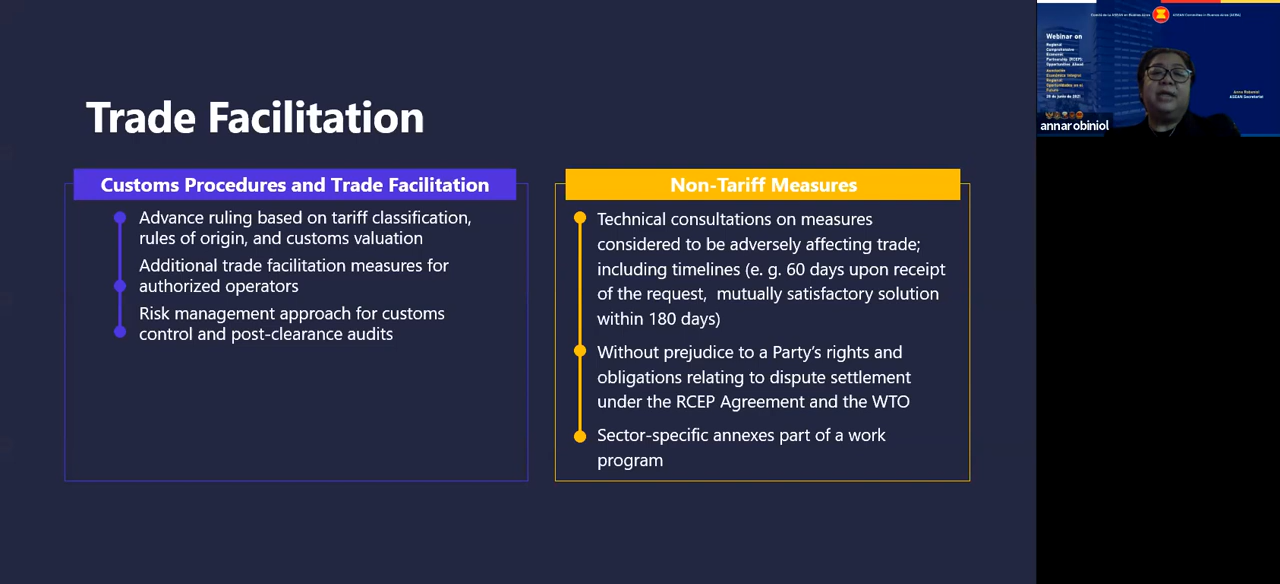 Trade Facilitation
Customs Procedures and Trade Facilitation
Advance ruling based on tariff classification,
rules of origin, and customs valuation
Additional trade facilitation measures for
authorized operators
Risk management approach for customs
control and post-clearance audits
Non-Tariff Measures
Technical consultations on measures
considered to be adversely affecting trade;
including timelines (e. g. 60 days upon receipt
of the request, mutually satisfactory solution
within 180 days)
Without prejudice to a Party's rights and
obligations relating to dispute settlement
under the RCEP Agreement and the WTO
Sector-specific annexes part of a work
program
Webinar on
Regional
Comprehensive
Economic
Partnership (RCEP):
Opportunities Ahead
annarobiniol